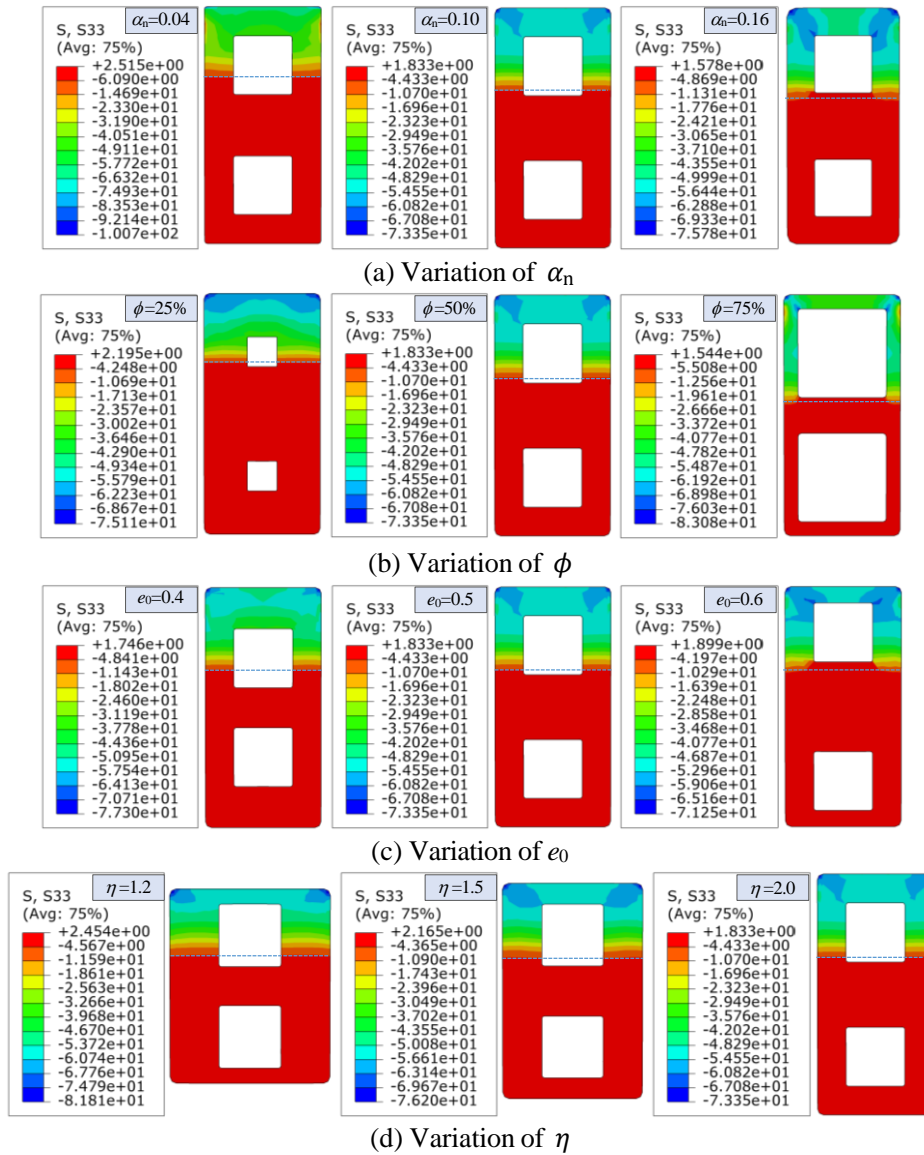 αn=0.04
S, S33
(Avg: 75%)
+2.515e+00
-6.090e+00
-1.469e+01
-2.330e+01
-3.190e+01
-4.051e+01
-4.911e+01
-5.772e+01
-6.632e+01
-7.493e+01
-8.353e+01
-9.214e+01
-1.007e+02
αn=0.10
S, S33
(Avg: 75%)
+1.833e+00
-4.433e+00
-1.070e+01
-1.696e+01
-2.323e+01
-2.949e+01
-3.576e+01
-4.202e+01
-4.829e+01
-5.455e+01
-6.082e+01
-6.708e+01
-7.335e+01
αn=0.16
S, S33
(Avg: 75%)
+1.578e+00
-4.869e+00
-1.131e+01
-1.776e+01
-2.421e+01
-3.065e+01
-3.710e+01
-4.355e+01
-4.999e+01
-5.644e+01
-6.288e+01
-6.933e+01
-7.578e+01
(a) Variation of αn
ϕ=25%
S, S33
(Avg: 75%)
+2.195e+00
-4.248e+00
-1.069e+01
-1.713e+01
-2.357e+01
-3.002e+01
-3.646e+01
-4.290e+01
-4.934e+01
-5.579e+01
-6.223e+01
-6.867e+01
-7.511e+01
ϕ=50%
S, S33
(Avg: 75%)
+1.833e+00
-4.433e+00
-1.070e+01
-1.696e+01
-2.323e+01
-2.949e+01
-3.576e+01
-4.202e+01
-4.829e+01
-5.455e+01
-6.082e+01
-6.708e+01
-7.335e+01
ϕ=75%
S, S33
(Avg: 75%)
+1.544e+00
-5.508e+00
-1.256e+01
-1.961e+01
-2.666e+01
-3.372e+01
-4.077e+01
-4.782e+01
-5.487e+01
-6.192e+01
-6.898e+01
-7.603e+01
-8.308e+01
(b) Variation of ϕ
e0=0.4
S, S33
(Avg: 75%)
+1.746e+00
-4.841e+00
-1.143e+01
-1.802e+01
-2.460e+01
-3.119e+01
-3.778e+01
-4.436e+01
-5.095e+01
-5.754e+01
-6.413e+01
-7.071e+01
-7.730e+01
e0=0.5
S, S33
(Avg: 75%)
+1.833e+00
-4.433e+00
-1.070e+01
-1.696e+01
-2.323e+01
-2.949e+01
-3.576e+01
-4.202e+01
-4.829e+01
-5.455e+01
-6.082e+01
-6.708e+01
-7.335e+01
e0=0.6
S, S33
(Avg: 75%)
+1.899e+00
-4.197e+00
-1.029e+01
-1.639e+01
-2.248e+01
-2.858e+01
-3.468e+01
-4.077e+01
-4.687e+01
-5.296e+01
-5.906e+01
-6.516e+01
-7.125e+01
(c) Variation of e0
η=1.2
S, S33
(Avg: 75%)
+2.454e+00
-4.567e+00
-1.159e+01
-1.861e+01
-2.563e+01
-3.266e+01
-3.968e+01
-4.670e+01
-5.372e+01
-6.074e+01
-6.776e+01
-7.479e+01
-8.181e+01
η=1.5
S, S33
(Avg: 75%)
+2.165e+00
-4.365e+00
-1.090e+01
-1.743e+01
-2.396e+01
-3.049e+01
-3.702e+01
-4.355e+01
-5.008e+01
-5.661e+01
-6.314e+01
-6.967e+01
-7.620e+01
η=2.0
S, S33
(Avg: 75%)
+1.833e+00
-4.433e+00
-1.070e+01
-1.696e+01
-2.323e+01
-2.949e+01
-3.576e+01
-4.202e+01
-4.829e+01
-5.455e+01
-6.082e+01
-6.708e+01
-7.335e+01
(d) Variation of η